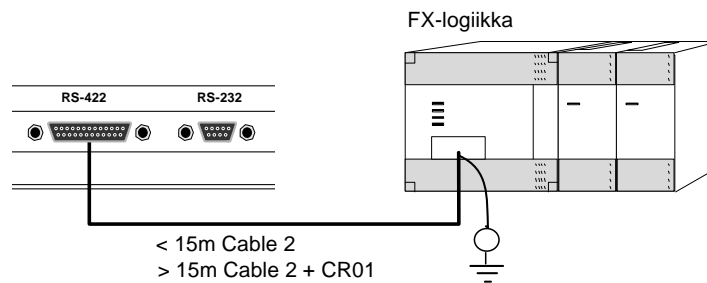 FX-logiikka
RS-422 RS-232
< 15m Cable 2
> 15m Cable 2 + CR01